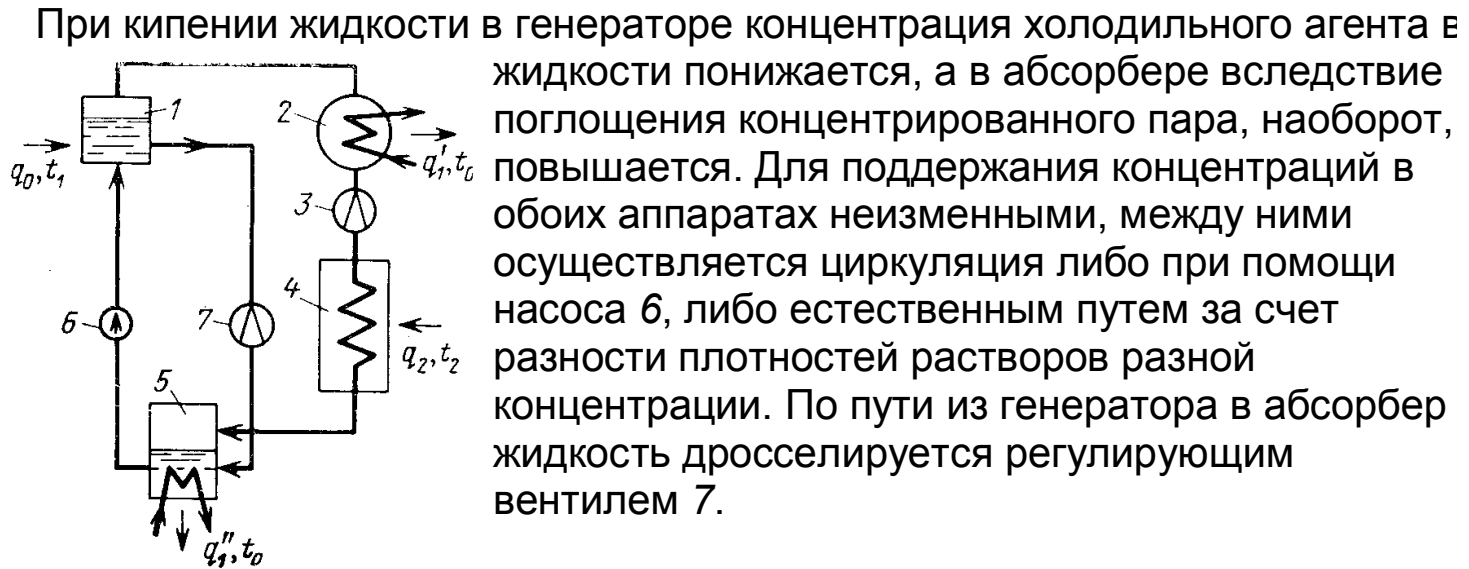 При кипении жидкости в генераторе концентрация холодильного агента в
жидкости понижается, а в абсорбере вследствие
поглощения концентрированного пара, наоборот,
повышается. Для поддержания концентраций в
обоих аппаратах неизменными, между ними
осуществляется циркуляция либо при помощи
насоса 6, либо естественным путем за счет
разности плотностей растворов разной
концентрации. По пути из генератора в абсорбер
жидкость дросселируется регулирующим
вентилем 7.
1
2
q₀, t₁
q₁′, t₀
3
4
6
7
q₂, t₂
5
q₁″, t₀